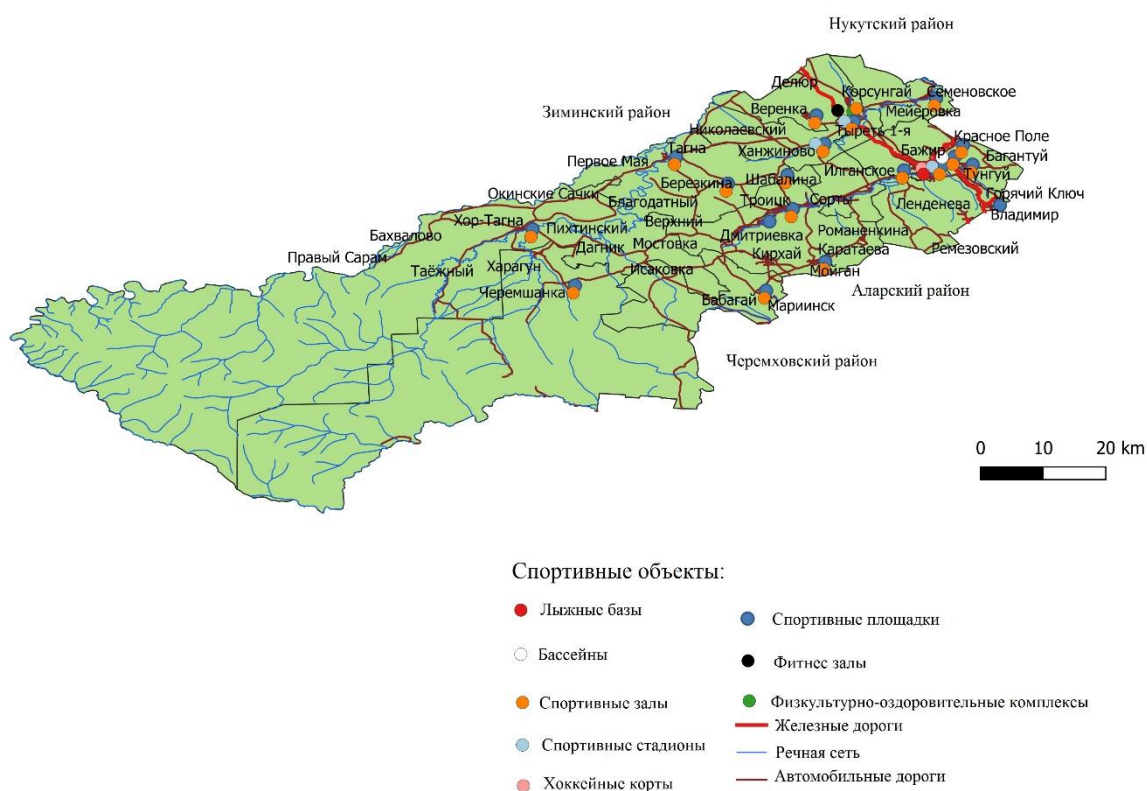 Нукутский район
Делюр
Корсунгай
Семеновское
Зиминский район
Веренка
Мейеровка
Николаевский
Тыреть 1-я
Красное Поле
Тагна
Ханжиново
Бажир
Багантуй
Первое Мая
Березкина
Шабалина
Илганское
Тунгуй
Окинские Сачки
Благодатный
Троицк
Сорты
Горячий Ключ
Хор-Тагна
Верхний
Ленденева
Владимир
Бахвалово
Пихтинский
Дмитриевка
Романенкина
Правый Сарам
Дагник
Мостовка
Кирхай
Каратаева
Ремезовский
Таёжный
Харагун
Исаковка
Мойган
Черемшанка
Бабагай
Мариинск
Аларский район
Черемховский район
0 10 20 km
Спортивные объекты:
Лыжные базы
Бассейны
Спортивные залы
Спортивные стадионы
Хоккейные корты
Спортивные площадки
Фитнес залы
Физкультурно-оздоровительные комплексы
Железные дороги
Речная сеть
Автомобильные дороги